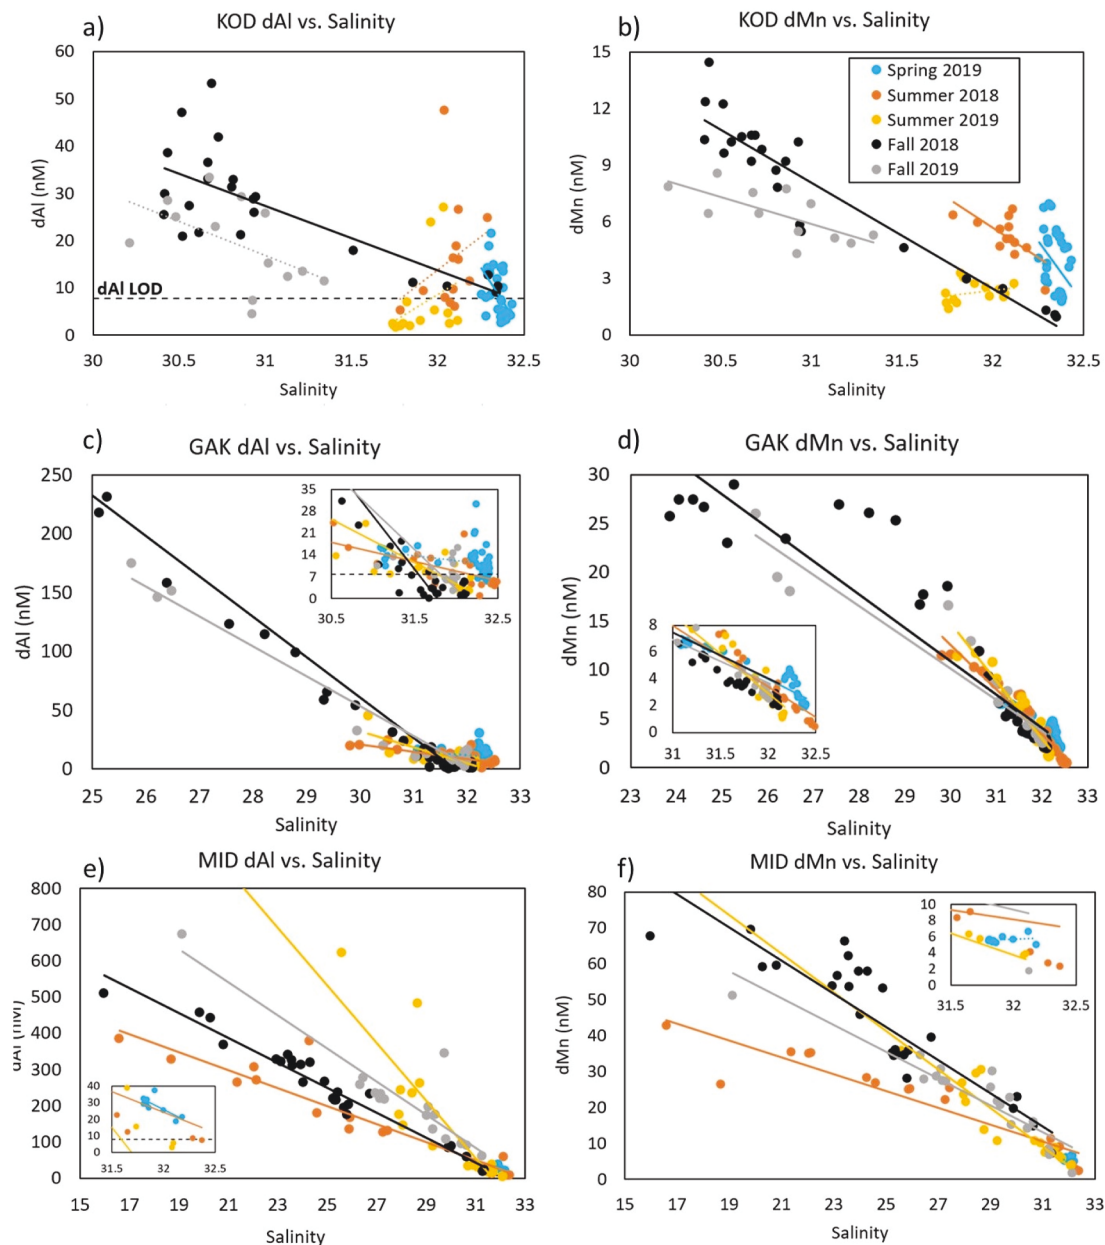 a)
KOD dAl vs. Salinity
60
50
40
30
20
10
0
dAl (nM)
dAl LOD
30 30.5 31 31.5 32 32.5
Salinity
b)
KOD dMn vs. Salinity
15
12
9
6
3
0
dMn (nM)
Spring 2019
Summer 2018
Summer 2019
Fall 2018
Fall 2019
30 30.5 31 31.5 32 32.5
Salinity
c)
GAK dAl vs. Salinity
250
200
150
100
50
0
dAl (nM)
35
28
21
14
7
0
30.5 31.5 32.5
25 26 27 28 29 30 31 32 33
Salinity
d)
GAK dMn vs. Salinity
30
25
20
15
10
5
0
dMn (nM)
8
6
4
2
0
31 31.5 32 32.5
23 24 25 26 27 28 29 30 31 32 33
Salinity
e)
MID dAl vs. Salinity
800
700
600
500
400
300
200
100
0
40
30
20
10
0
31.5 32 32.5
15 17 19 21 23 25 27 29 31 33
Salinity
f)
MID dMn vs. Salinity
80
70
60
50
40
30
20
10
0
dMn (nM)
10
8
6
4
2
0
31.5 32 32.5
15 17 19 21 23 25 27 29 31 33
Salinity